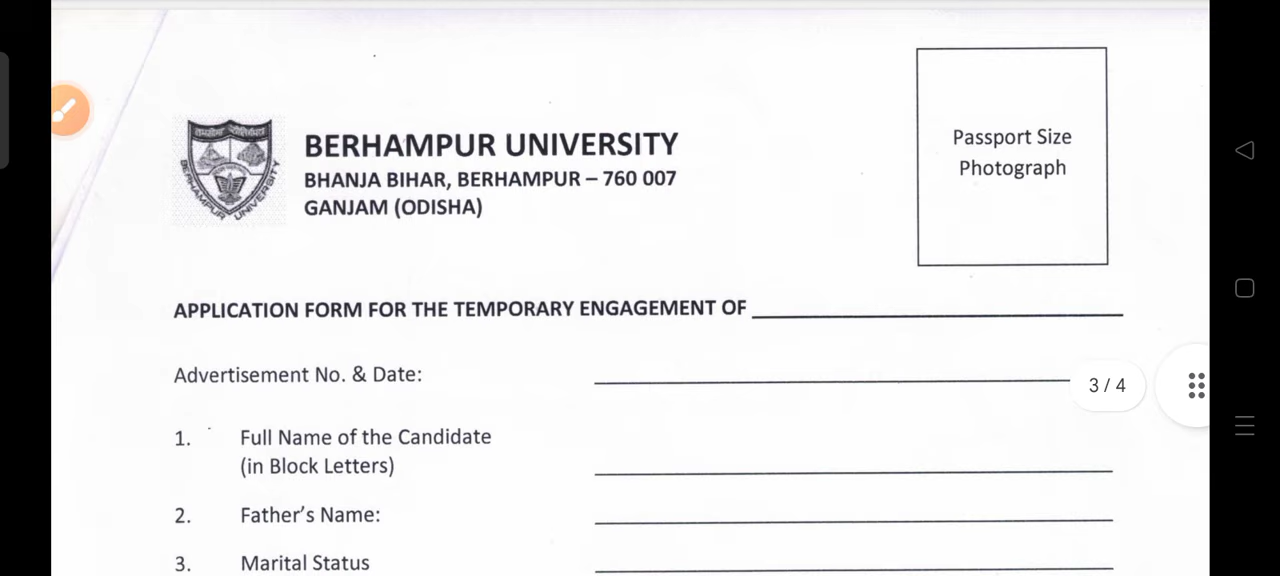 BERHAMPUR UNIVERSITY
BERHAMPUR UNIVERSITY
BHANJA BIHAR, BERHAMPUR – 760 007
GANJAM (ODISHA)
Passport Size
Photograph
APPLICATION FORM FOR THE TEMPORARY ENGAGEMENT OF
Advertisement No. & Date:
3 / 4
1. Full Name of the Candidate
(in Block Letters)
2. Father's Name:
3. Marital Status